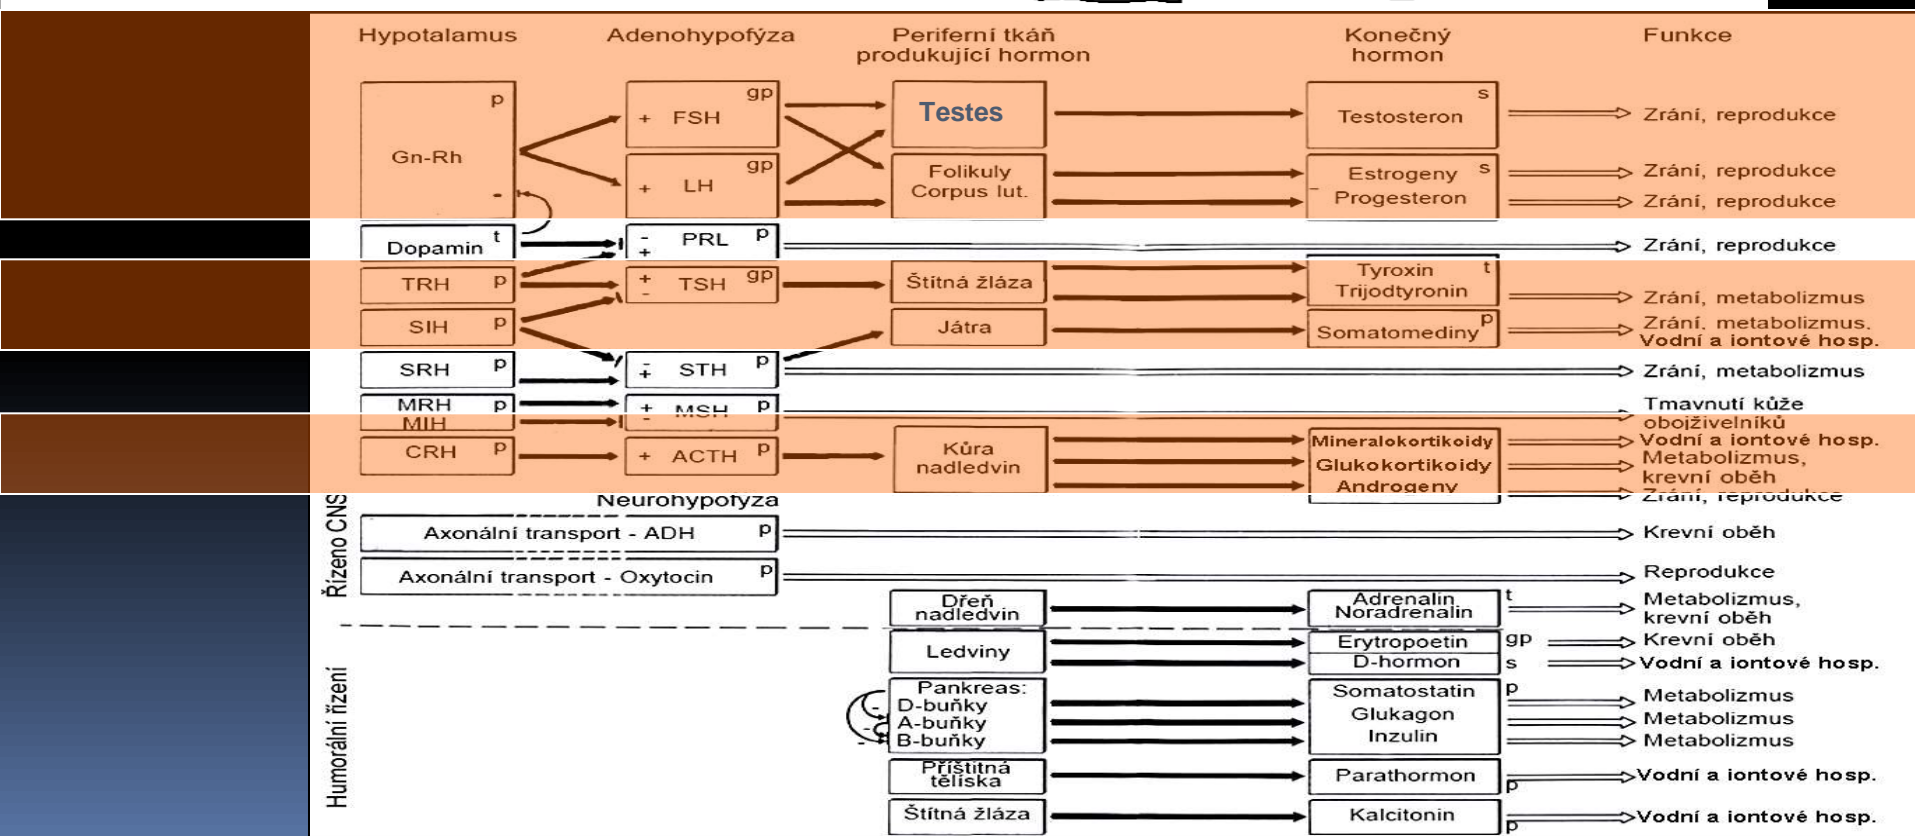 Hypotalamus Adenohypofýza Periferní tkáň Konečný Funkce
produkující hormon hormon
p gp s
Gn-Rh + FSH Testes Testosteron Zrání, reprodukce
gp s
+ LH Folikuly Estrogeny Zrání, reprodukce
- Corpus lut. - Progesteron Zrání, reprodukce
Dopamin t - + PRL p Zrání, reprodukce
TRH p + - TSH gp Štítná žláza Tyroxin t
Trijodtyronin Zrání, metabolizmus
SIH p Játra Somatomediny p Zrání, metabolizmus,
Vodní a iontové hosp.
SRH p - + STH p Zrání, metabolizmus
MRH p + - MSH p Tmavnutí kůže
MIH obojživelníků
CRH p + ACTH p Kůra nadledvin Mineralokortikoidy Vodní a iontové hosp.
Glukokortikoidy Metabolizmus,
krevní oběh
Androgeny Zrání, reprodukce
Řízeno CNS
Neurohypofýza
Axonální transport - ADH p Krevní oběh
Axonální transport - Oxytocin p Reprodukce
Dřeň Adrenalin t Metabolizmus,
nadledvin Noradrenalin krevní oběh
Humorální řízení
Ledviny Erytropoetin gp Krevní oběh
D-hormon s Vodní a iontové hosp.
Pankreas: Somatostatin p Metabolizmus
- D-buňky Glukagon Metabolizmus
- A-buňky Inzulin Metabolizmus
- B-buňky
Příštitná Parathormon p Vodní a iontové hosp.
tělíska
Štítná žláza Kalcitonin p Vodní a iontové hosp.